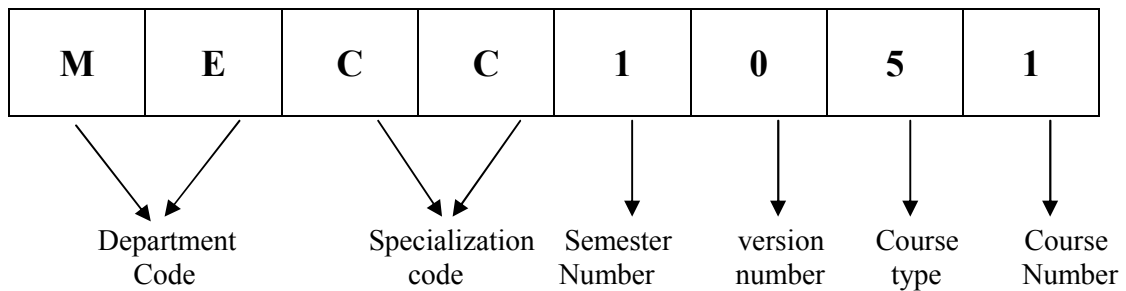 M E C C 1 0 5 1
Department Specialization Semester version Course Course
Code code Number number type Number